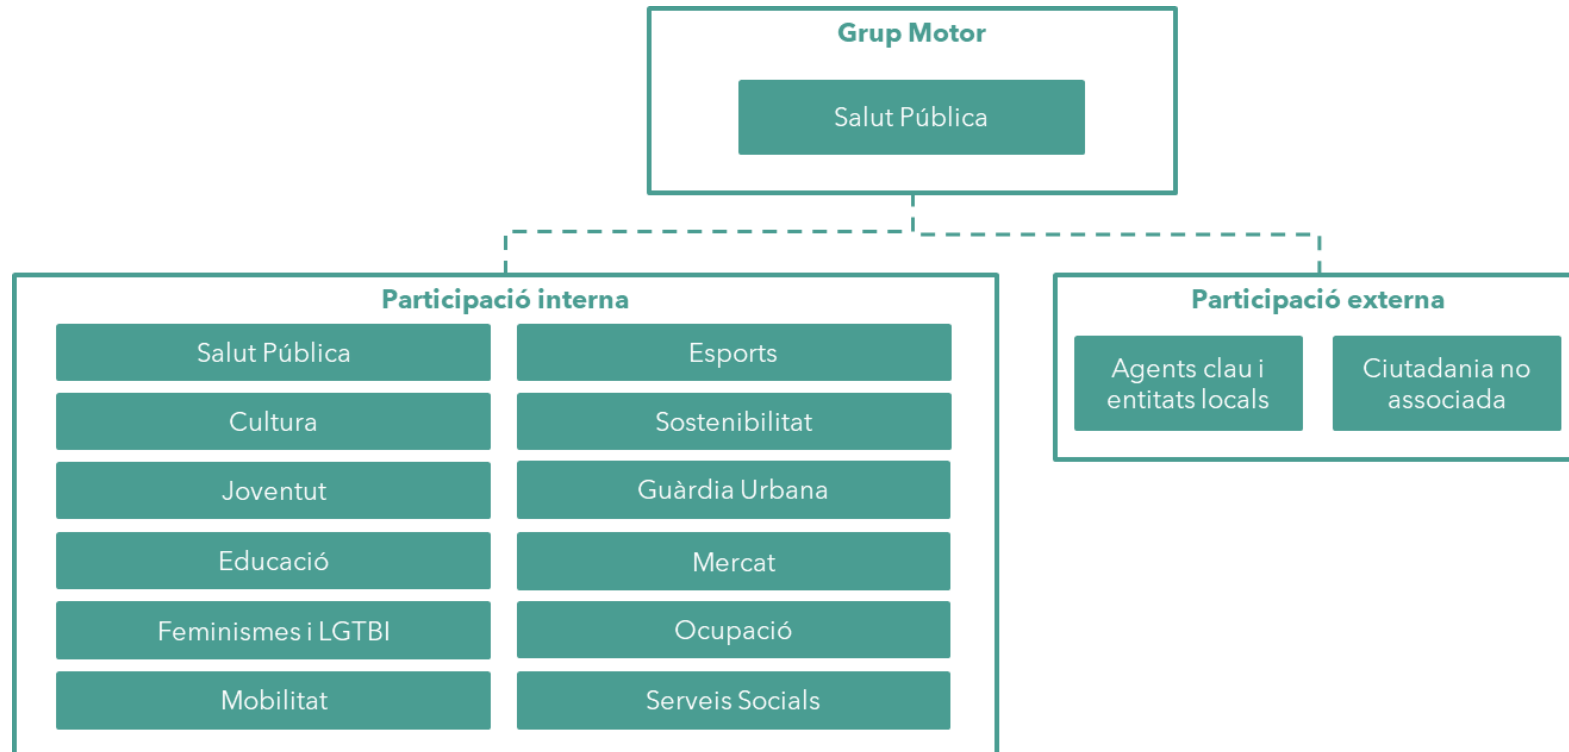 Grup Motor
Salut Pública
Participació interna
Salut Pública
Esports
Cultura
Sostenibilitat
Joventut
Guàrdia Urbana
Educació
Mercat
Feminismes i LGTBI
Ocupació
Mobilitat
Serveis Socials
Participació externa
Agents clau i
entitats locals
Ciutadania no
associada